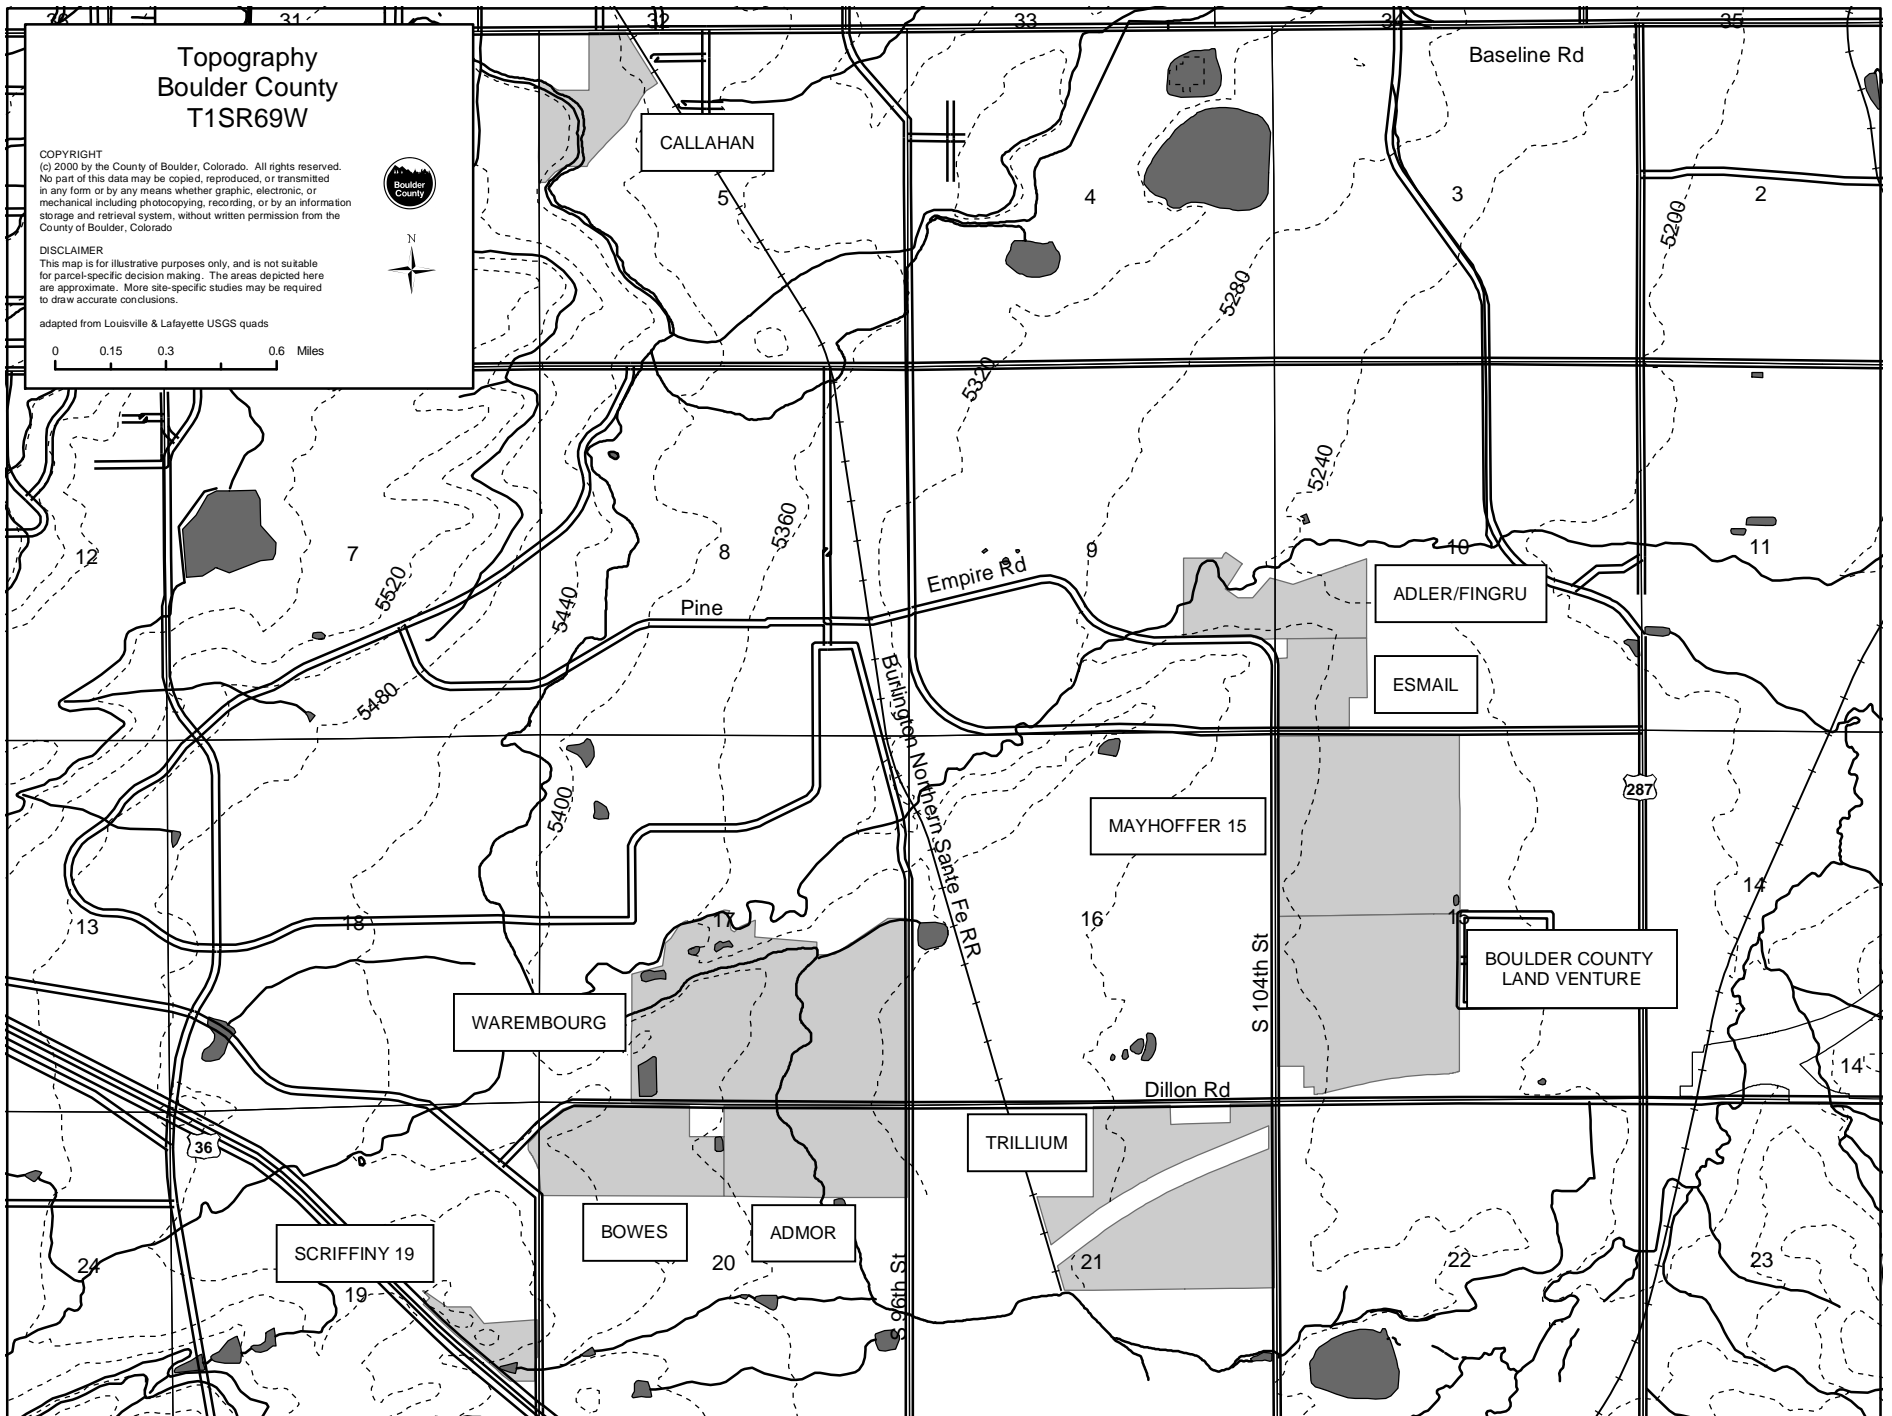 36
31
32
33
34
35
Topography
Boulder County
T1SR69W
COPYRIGHT
(c) 2000 by the County of Boulder, Colorado. All rights reserved.
No part of this data may be copied, reproduced, or transmitted
in any form or by any means whether graphic, electronic, or
mechanical including photocopying, recording, or by an information
storage and retrieval system, without written permission from the
County of Boulder, Colorado
Boulder
County
N
DISCLAIMER
This map is for illustrative purposes only, and is not suitable
for parcel-specific decision making. The areas depicted here
are approximate. More site-specific studies may be required
to draw accurate conclusions.
adapted from Louisville & Lafayette USGS quads
0 0.15 0.3 0.6 Miles
Baseline Rd
CALLAHAN
5
4
3
2
5200
5280
5320
5240
5360
12
7
8
9
10
11
5520
5440
Pine
Empire Rd
ADLER/FINGRU
ESMAIL
5480
5400
Burlington Northern Sante Fe RR
287
MAYHOFFER 15
13
18
17
16
15
14
BOULDER COUNTY
LAND VENTURE
S 104th St
WAREMBOURG
14
Dillon Rd
36
TRILLIUM
BOWES
ADMOR
SCRIFFINY 19
24
19
20
21
22
23
S 96th St